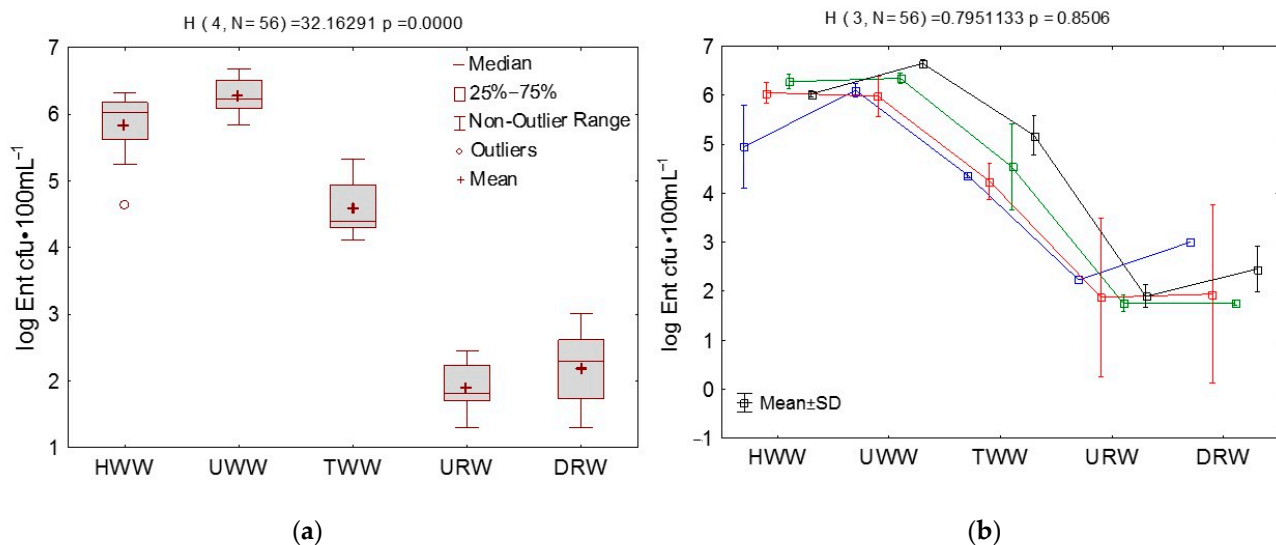 H ( 4, N= 56) =32.16291 p =0.0000
log Ent cfu•100mL⁻¹
7
6
5
4
3
2
1
Median
25%−75%
Non-Outlier Range
Outliers
Mean
HWW UWW TWW URW DRW
(a)
H ( 3, N= 56) =0.7951133 p = 0.8506
log Ent cfu•100mL⁻¹
7
6
5
4
3
2
1
0
−1
Mean±SD
HWW UWW TWW URW DRW
(b)